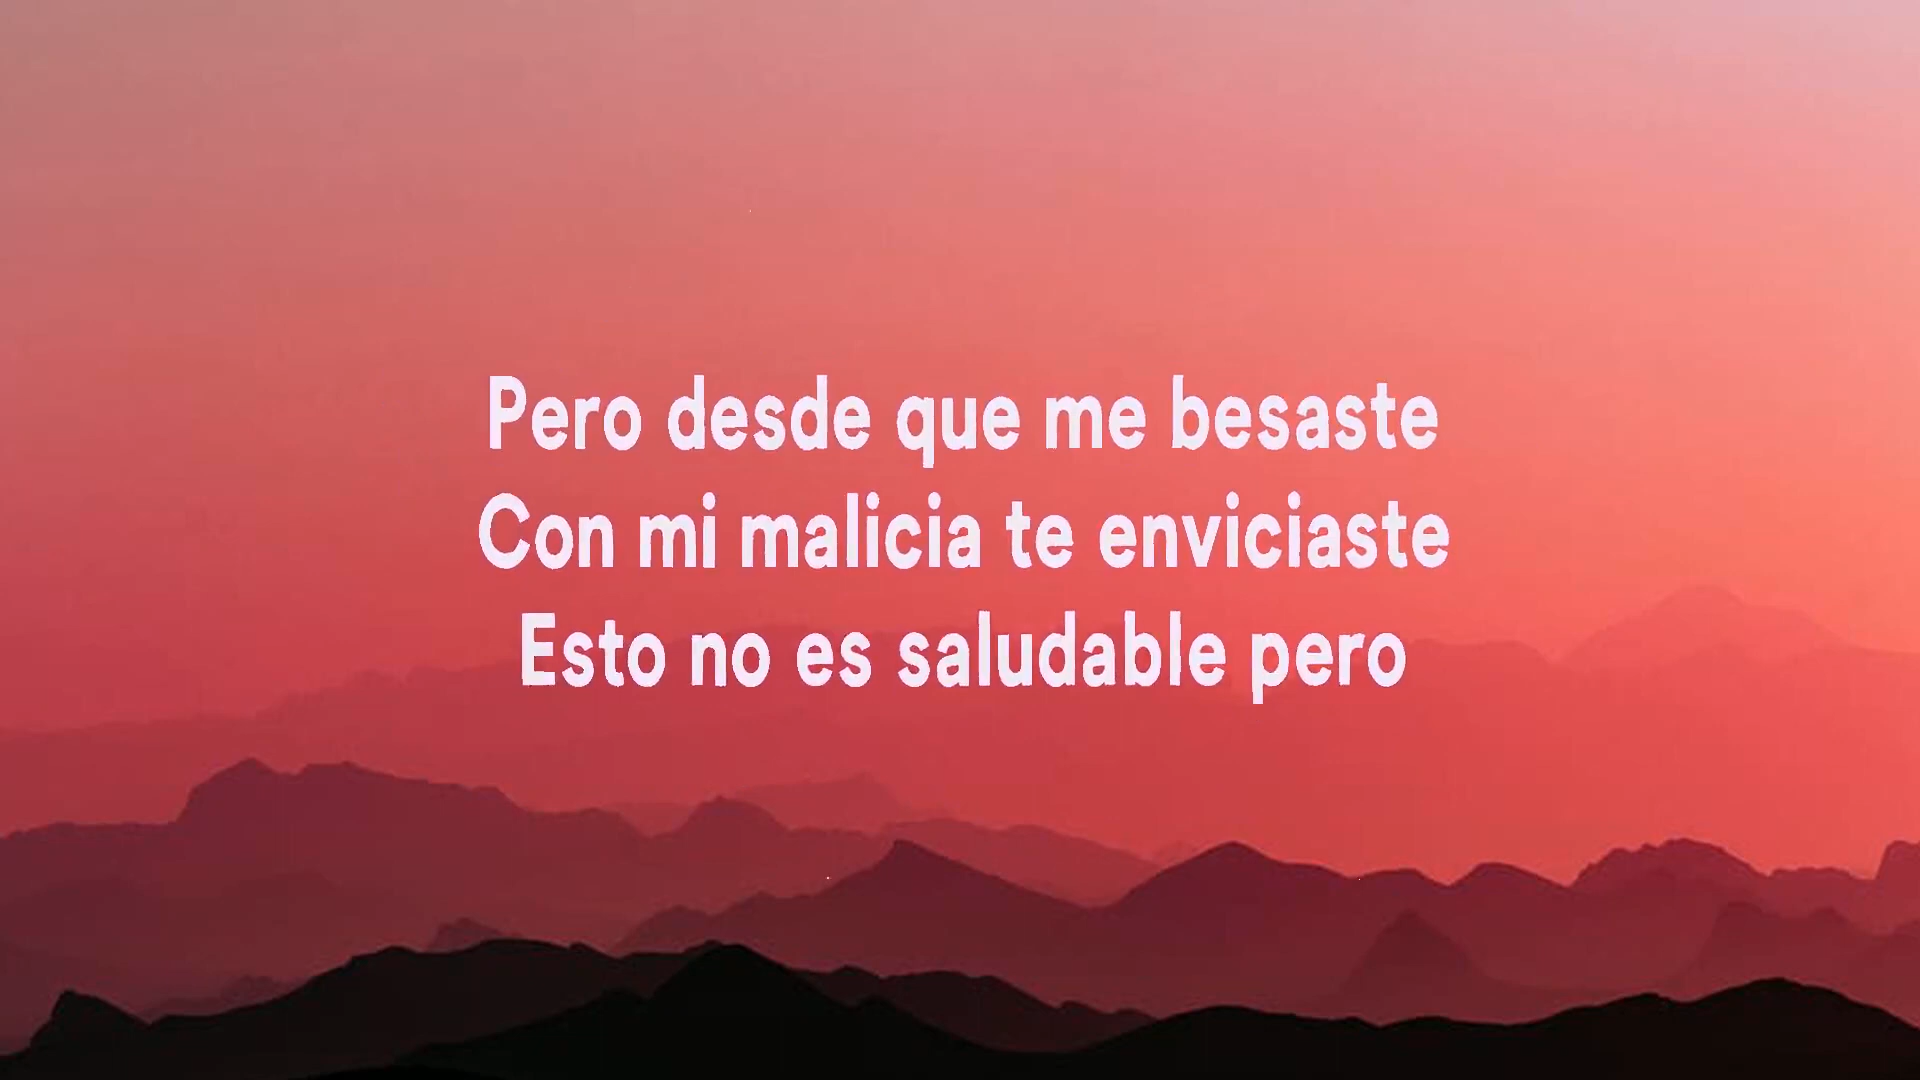 Pero desde que me besaste
Con mi malicia te enviciaste
Esto no es saludable pero